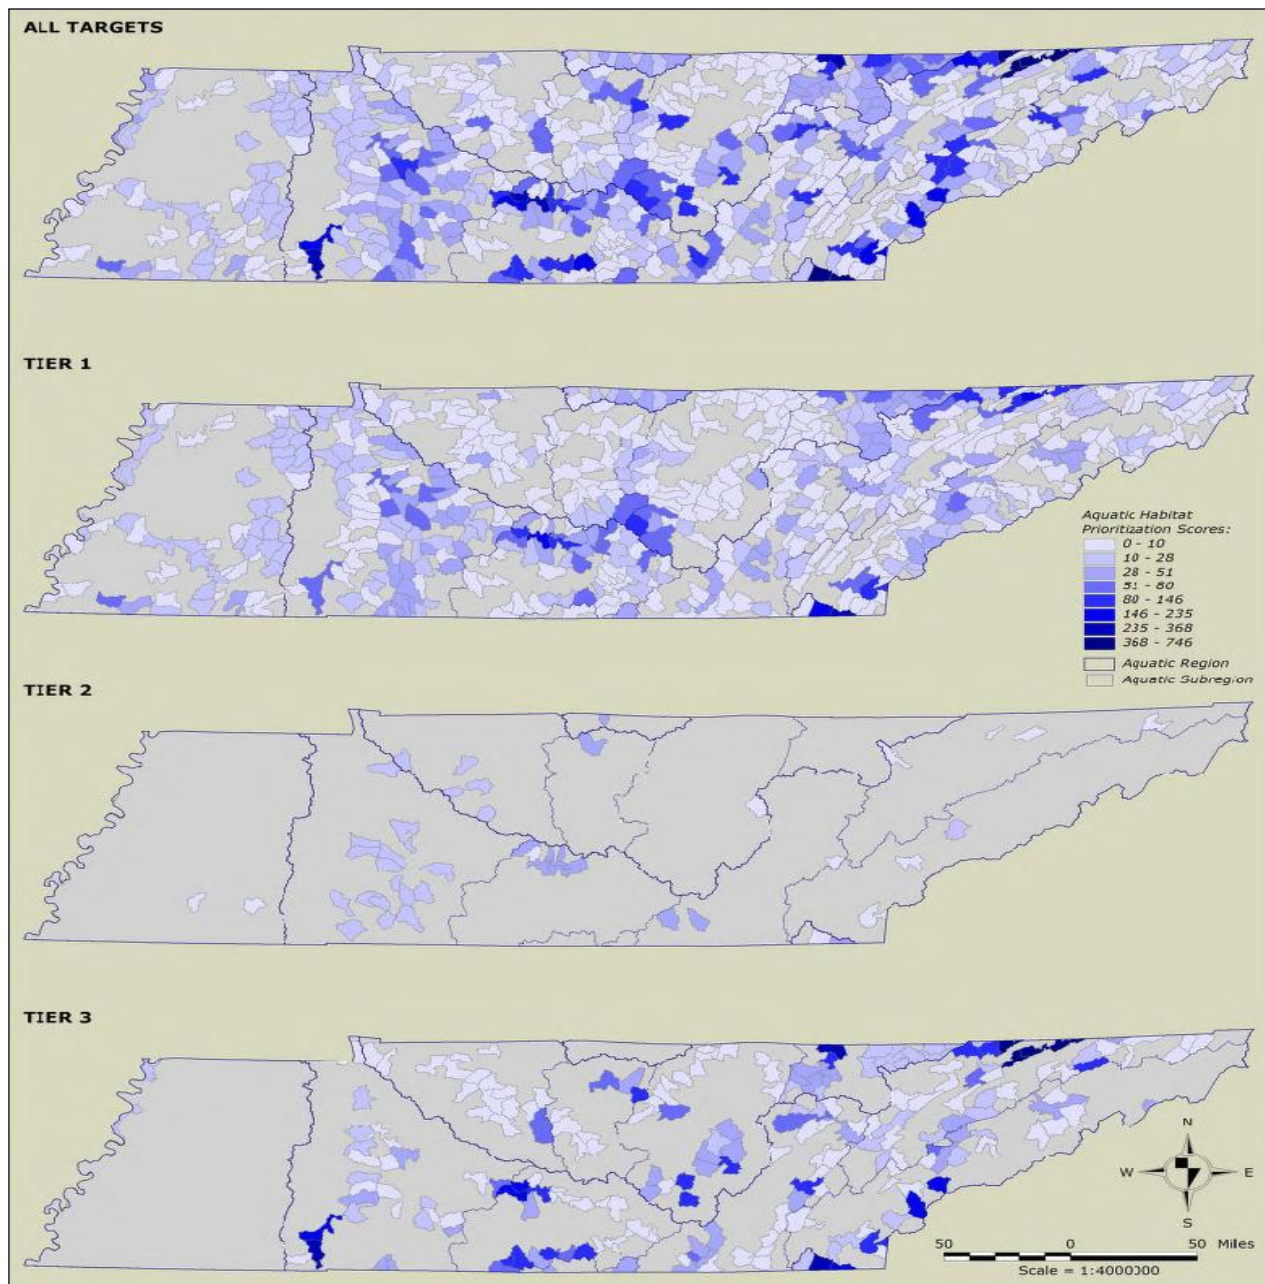 ALL TARGETS
TIER 1
Aquatic Habitat
Prioritization Scores:
0 - 10
10 - 28
28 - 51
51 - 80
80 - 146
146 - 235
235 - 368
368 - 746
Aquatic Region
Aquatic Subregion
TIER 2
TIER 3
N
W E
S
50 0 50 Miles
Scale = 1:4000000